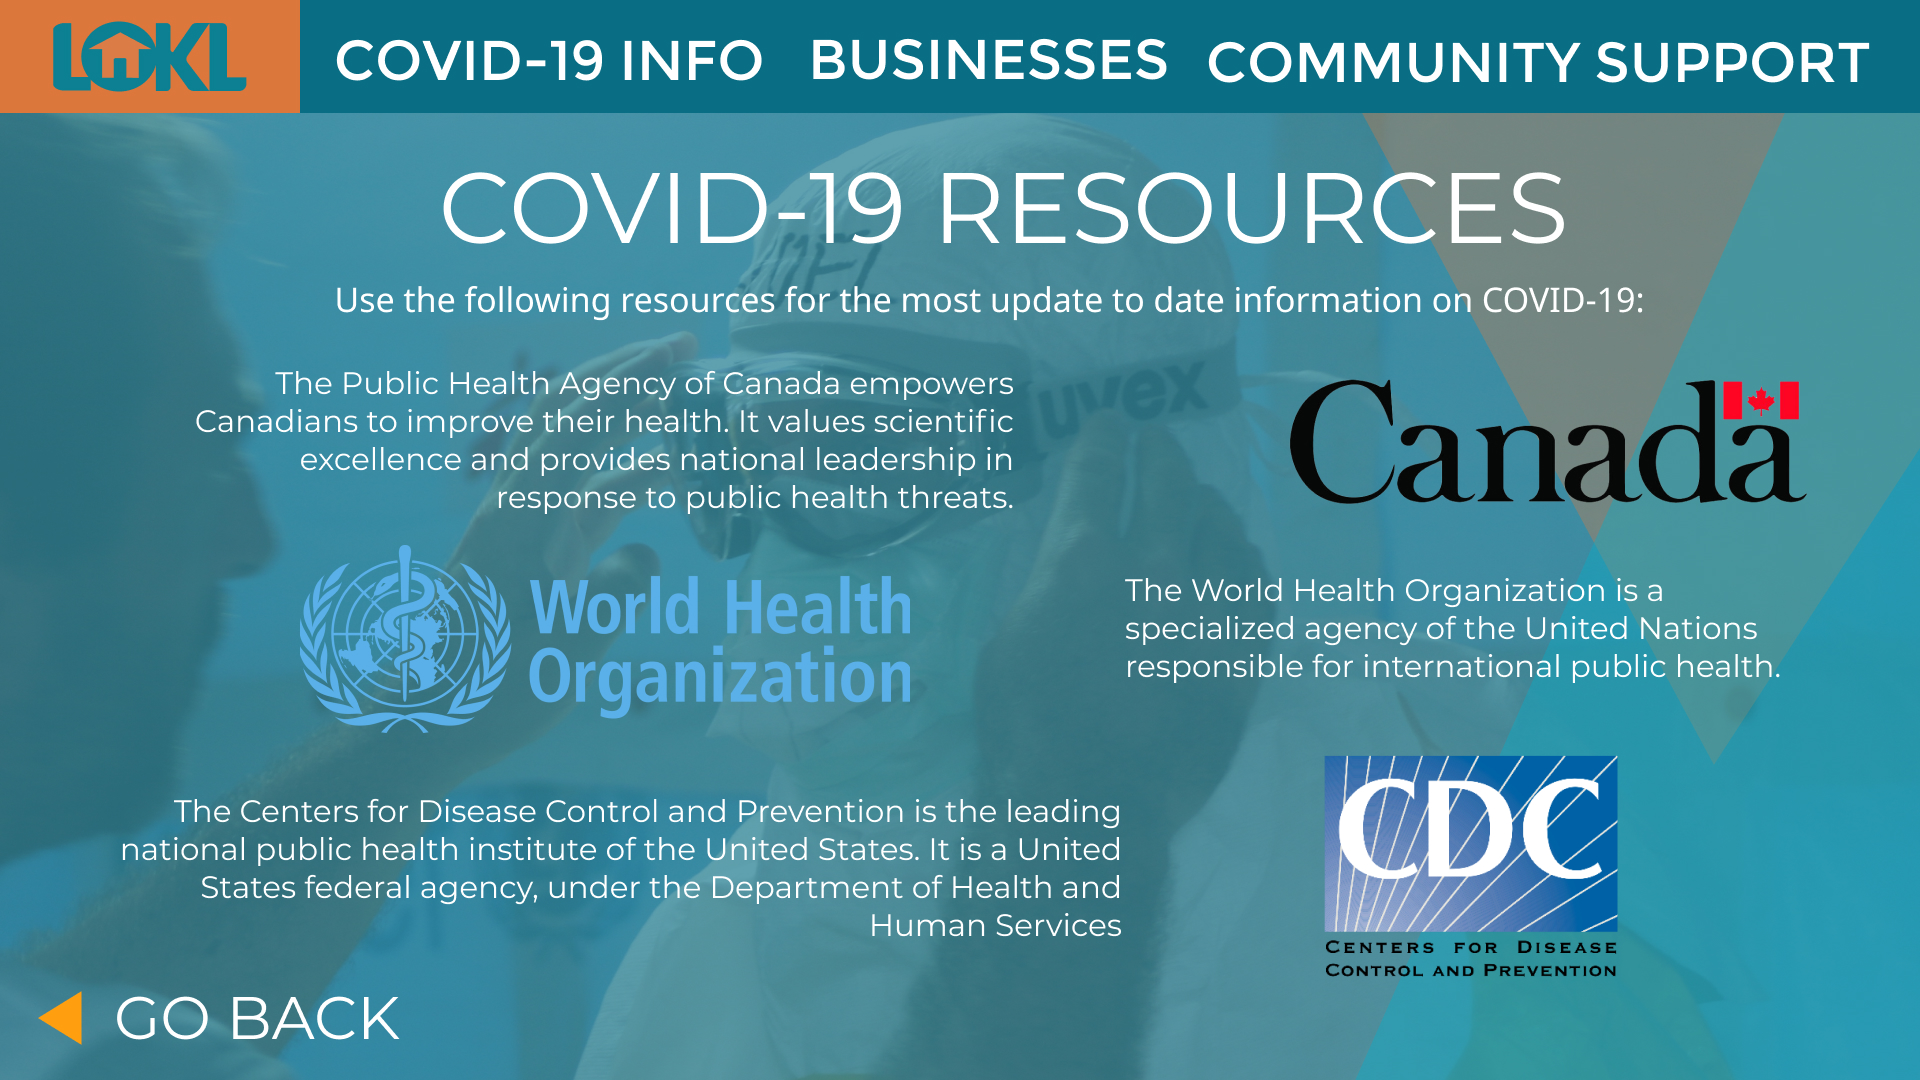 LOKL
COVID-19 INFO
BUSINESSES
COMMUNITY SUPPORT
COVID-19 RESOURCES
Use the following resources for the most update to date information on COVID-19:
The Public Health Agency of Canada empowers
Canadians to improve their health. It values scientific
excellence and provides national leadership in
response to public health threats.
uvex
Canada
World Health
Organization
The World Health Organization is a
specialized agency of the United Nations
responsible for international public health.
The Centers for Disease Control and Prevention is the leading
national public health institute of the United States. It is a United
States federal agency, under the Department of Health and
Human Services
CDC
CENTERS FOR DISEASE
CONTROL AND PREVENTION
GO BACK